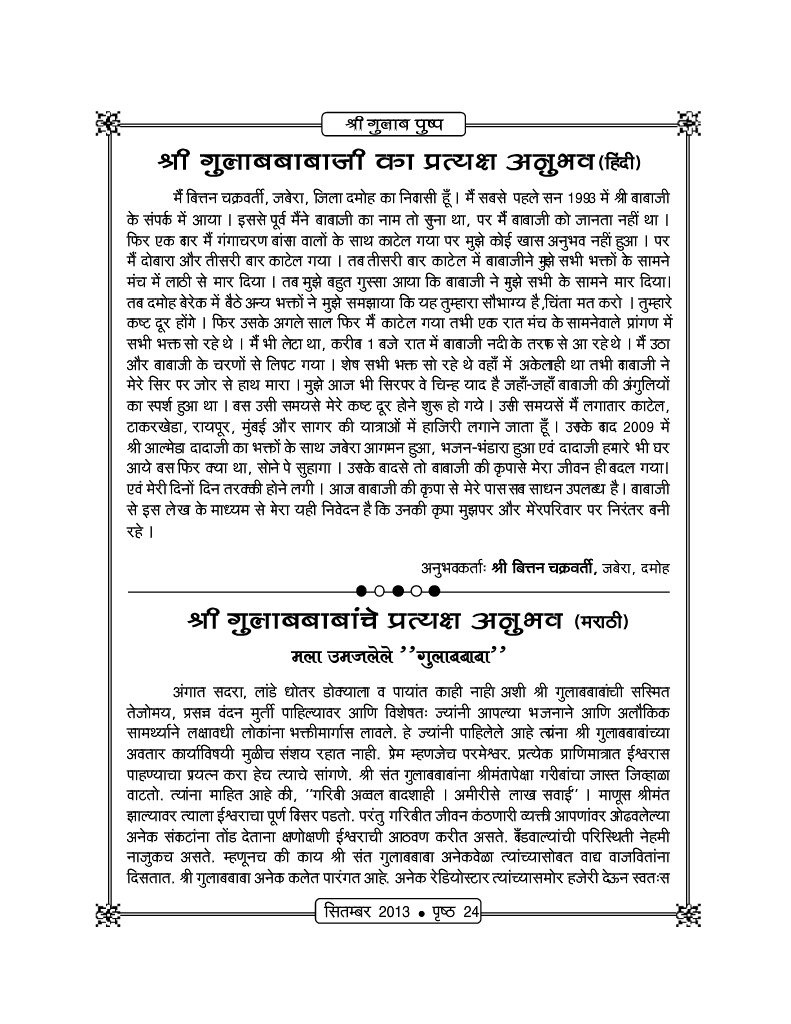 श्री गुलाब पुष्प
श्री गुलाबबाबाजी का प्रत्यक्ष अनुभव (हिंदी)
मैं बित्तन चक्रवर्ती, जबेरा, जिला दमोह का निवासी हूँ । मैं सबसे पहले सन 1993 में श्री बाबाजी
के संपर्क में आया । इससे पूर्व मैंने बाबाजी का नाम तो सुना था, पर मैं बाबाजी को जानता नहीं था ।
फिर एक बार मैं गंगाचरण बांसा वालों के साथ काटेल गया पर मुझे कोई खास अनुभव नहीं हुआ । पर
मैं दोबारा और तीसरी बार काटेल गया । तब तीसरी बार काटेल में बाबाजीने मुझे सभी भक्तों के सामने
मंच में लाठी से मार दिया । तब मुझे बहुत गुस्सा आया कि बाबाजी ने मुझे सभी के सामने मार दिया।
तब दमोह बेरेक में बैठे अन्य भक्तों ने मुझे समझाया कि यह तुम्हारा सौभाग्य है ,चिंता मत करो । तुम्हारे
कष्ट दूर होंगे । फिर उसके अगले साल फिर मैं काटेल गया तभी एक रात मंच के सामनेवाले प्रांगण में
सभी भक्त सो रहे थे । मैं भी लेटा था, करीब 1 बजे रात में बाबाजी नदी के तरफ से आ रहे थे । मैं उठा
और बाबाजी के चरणों से लिपट गया । शेष सभी भक्त सो रहे थे वहाँ में अकेलाही था तभी बाबाजी ने
मेरे सिर पर जोर से हाथ मारा । मुझे आज भी सिरपर वे चिन्ह याद है जहाँ-जहाँ बाबाजी की अंगुलियों
का स्पर्श हुआ था । बस उसी समयसे मेरे कष्ट दूर होने शुरू हो गये । उसी समयसें मैं लगातार काटेल,
टाकरखेडा, रायपूर, मुंबई और सागर की यात्राओं में हाजिरी लगाने जाता हूँ । उसके बाद 2009 में
श्री आल्मेडा दादाजी का भक्तों के साथ जबेरा आगमन हुआ, भजन-भंडारा हुआ एवं दादाजी हमारे भी घर
आये बस फिर क्या था, सोने पे सुहागा । उसके बादसे तो बाबाजी की कृपासे मेरा जीवन ही बदल गया।
एवं मेरी दिनों दिन तरक्की होने लगी । आज बाबाजी की कृपा से मेरे पास सब साधन उपलब्ध है । बाबाजी
से इस लेख के माध्यम से मेरा यही निवेदन है कि उनकी कृपा मुझपर और मेरेपरिवार पर निरंतर बनी
रहे ।
अनुभवकर्ताः श्री बित्तन चक्रवर्ती, जबेरा, दमोह
श्री गुलाबबाबांचे प्रत्यक्ष अनुभव (मराठी)
मला उमजलेले ’’गुलाबबाबा’’
अंगात सदरा, लांडे धोतर डोक्याला व पायांत काही नाही अशी श्री गुलाबबाबांची सस्मित
तेजोमय, प्रसन्न वंदन मुर्ती पाहिल्यावर आणि विशेषतः ज्यांनी आपल्या भजनाने आणि अलौकिक
सामर्थ्याने लक्षावधी लोकांना भक्तीमार्गास लावले. हे ज्यांनी पाहिलेले आहे त्यांना श्री गुलाबबाबांच्या
अवतार कार्याविषयी मुळीच संशय रहात नाही. प्रेम म्हणजेच परमेश्वर. प्रत्येक प्राणिमात्रात ईश्वरास
पाहण्याचा प्रयत्न करा हेच त्याचे सांगणे. श्री संत गुलाबबाबांना श्रीमंतापेक्षा गरीबांचा जास्त जिव्हाळा
वाटतो. त्यांना माहित आहे की, ’’गरिबी अव्वल बादशाही । अमीरीसे लाख सवाई’’ । माणूस श्रीमंत
झाल्यावर त्याला ईश्वराचा पूर्ण विसर पडतो. परंतु गरिबीत जीवन कंठणारी व्यक्ती आपणांवर ओढवलेल्या
अनेक संकटांना तोंड देताना क्षणोक्षणी ईश्वराची आठवण करीत असते. बँडवाल्यांची परिस्थिती नेहमी
नाजुकच असते. म्हणूनच की काय श्री संत गुलाबबाबा अनेकवेळा त्यांच्यासोबत वाद्य वाजवितांना
दिसतात. श्री गुलाबबाबा अनेक कलेत पारंगत आहे. अनेक रेडियोस्टार त्यांच्यासमोर हजेरी देऊन स्वतःस
सितम्बर 2013 ● पृष्ठ 24